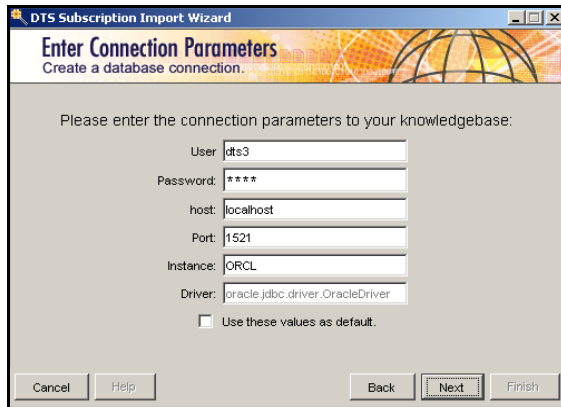 DTS Subscription Import Wizard
Enter Connection Parameters
Create a database connection.
Please enter the connection parameters to your knowledgebase:
User dts3
Password: ****
host: localhost
Port: 1521
Instance: ORCL
Driver: oracle.jdbc.driver.OracleDriver
Use these values as default.
Cancel Help Back Next Finish